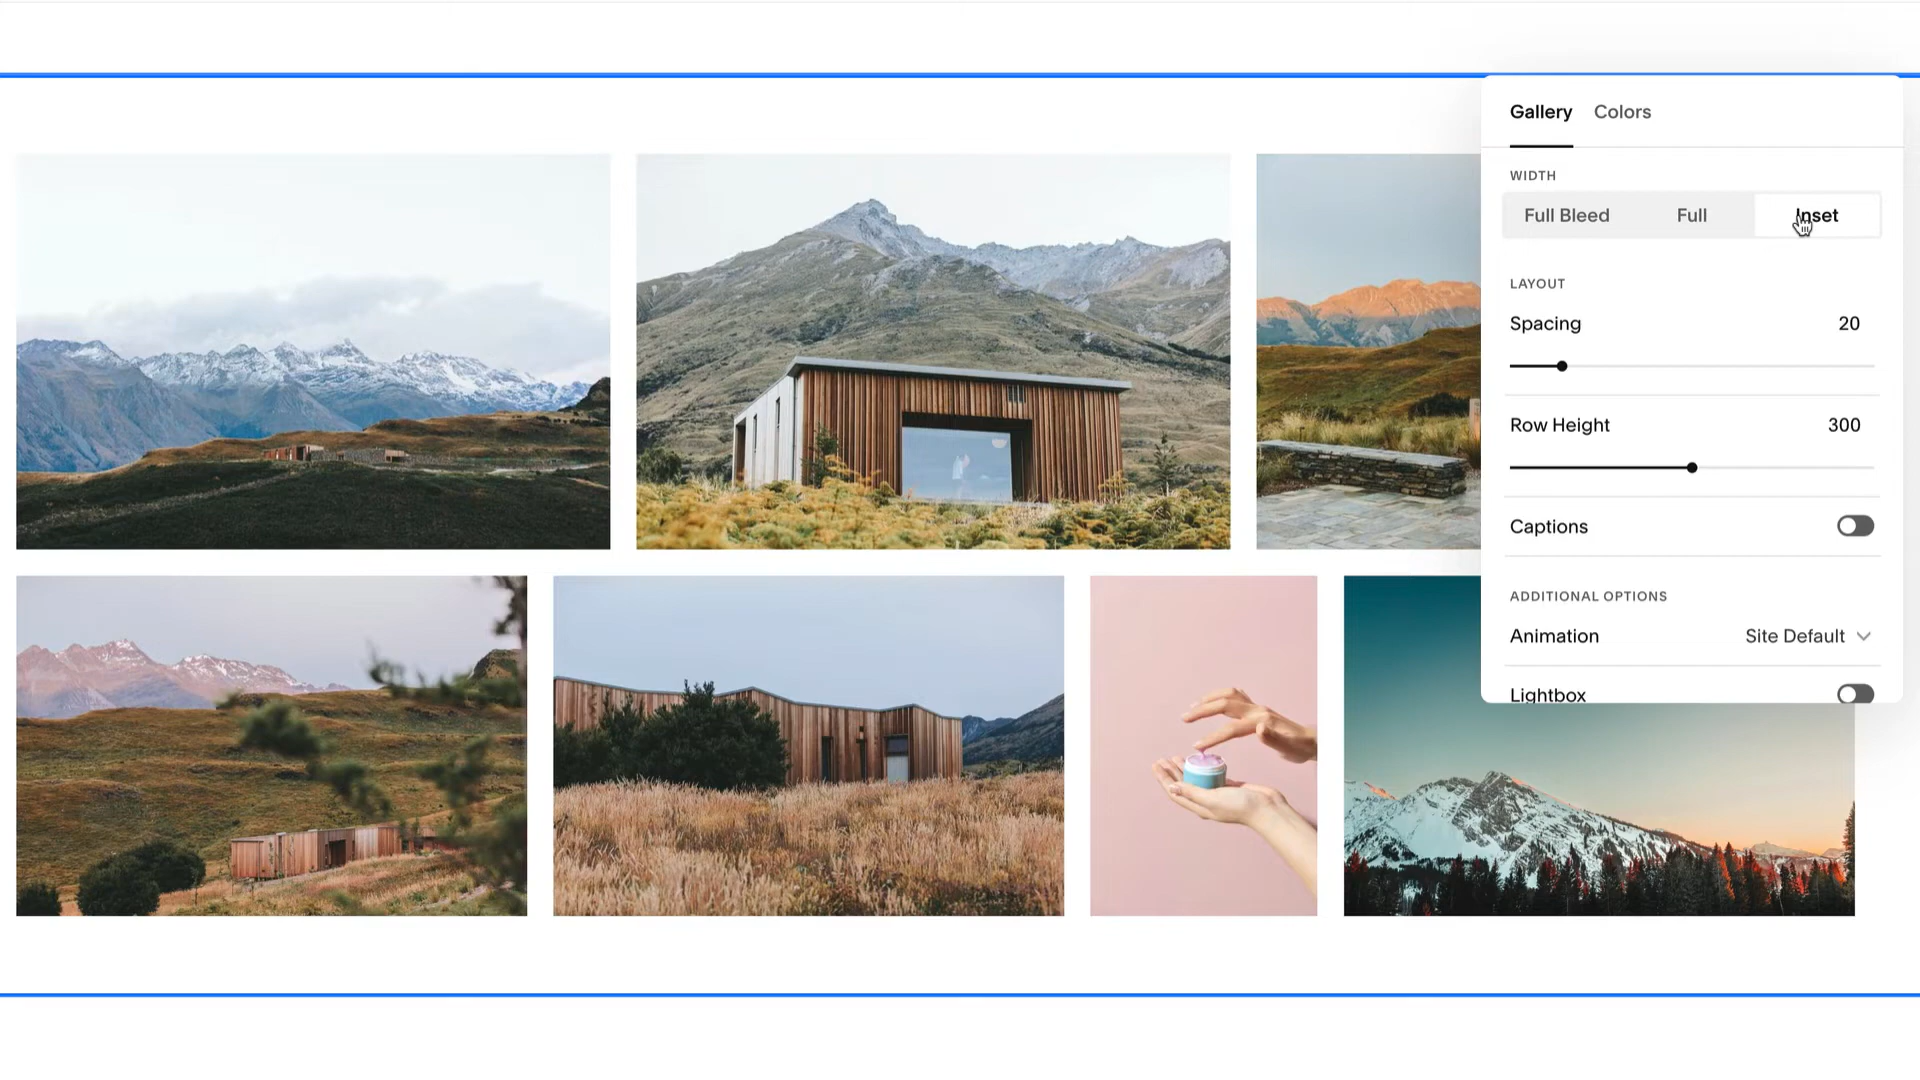 Gallery Colors
WIDTH
Full Bleed Full Inset
LAYOUT
Spacing 20
Row Height 300
Captions
ADDITIONAL OPTIONS
Animation Site Default
Lightbox